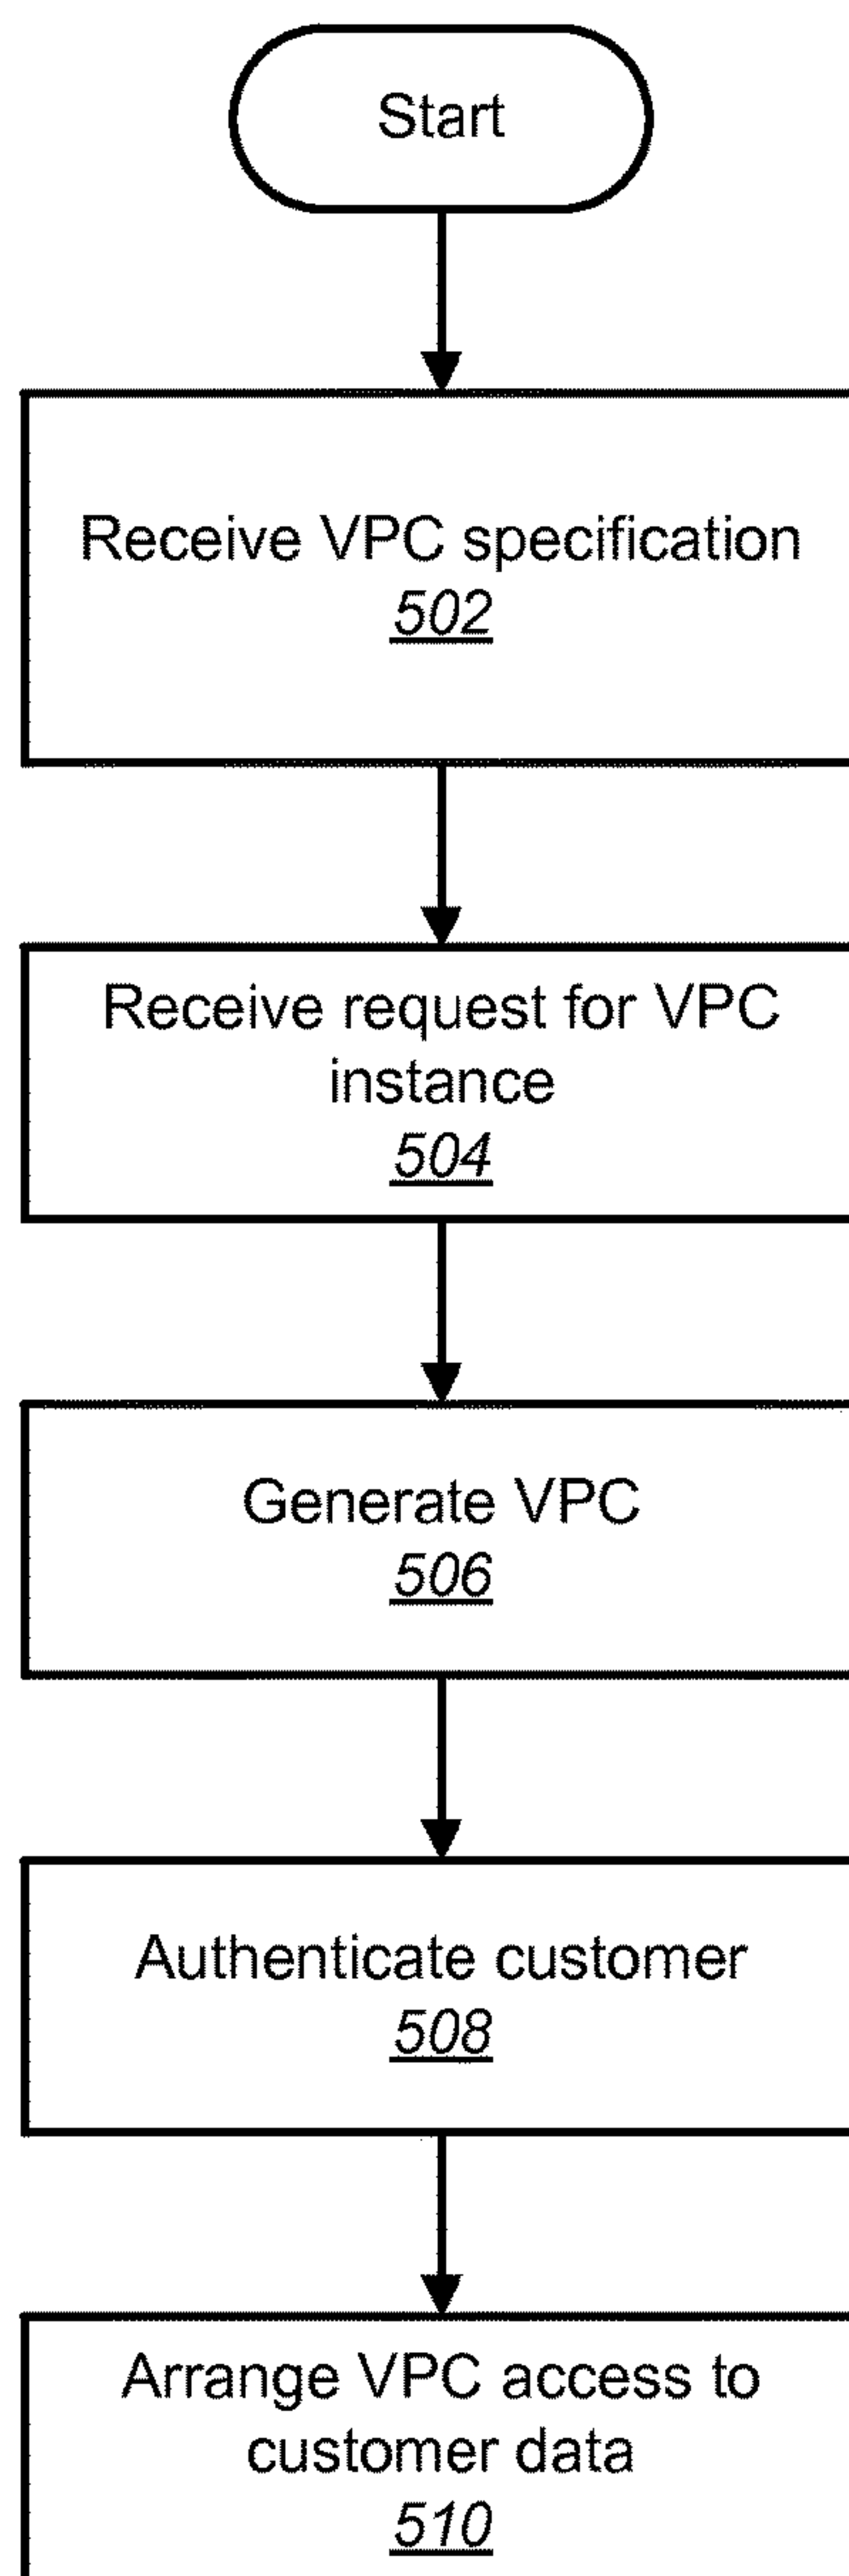 Start
Receive VPC specification
502
Receive request for VPC
instance
504
Generate VPC
506
Authenticate customer
508
Arrange VPC access to
customer data
510